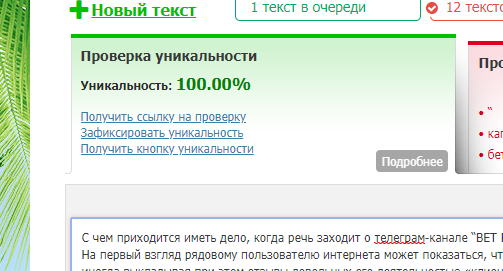 Новый текст
1 текст в очереди
12 тексто
Проверка уникальности
Уникальность: 100.00%
Получить ссылку на проверку
Зафиксировать уникальность
Получить кнопку уникальности
Подробнее
Про
• "
• кап
• бет
С чем приходится иметь дело, когда речь заходит о телеграм-канале "BET
На первый взгляд рядовому пользователю интернета может показаться, ч